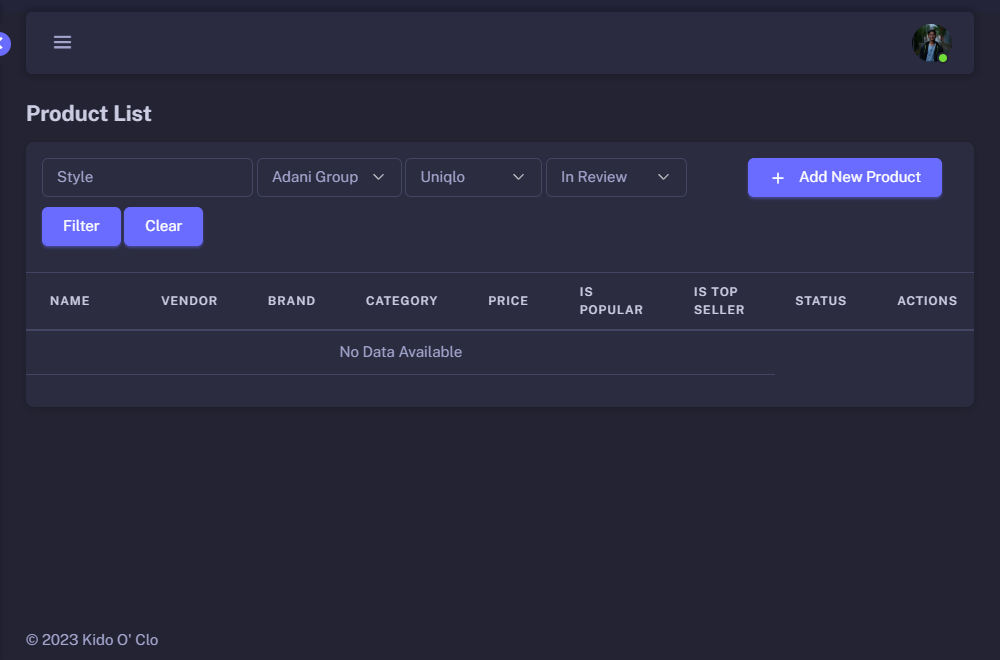 Product List
Style
Adani Group
Uniqlo
In Review
Add New Product
Filter
Clear
NAME
VENDOR
BRAND
CATEGORY
PRICE
IS POPULAR
IS TOP SELLER
STATUS
ACTIONS
No Data Available
© 2023 Kido O' Clo